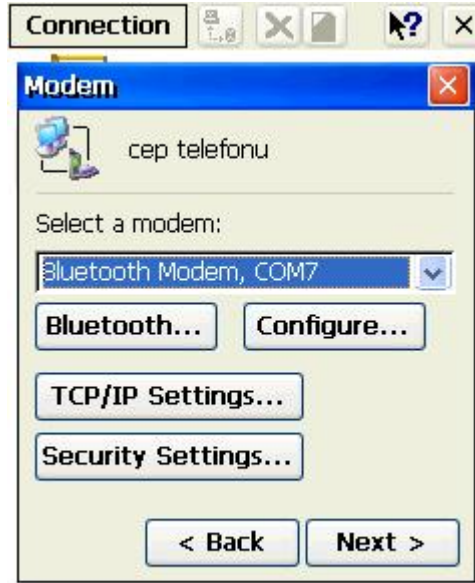 Connection
Modem
cep telefonu
Select a modem:
Bluetooth Modem, COM7
Bluetooth... Configure...
TCP/IP Settings...
Security Settings...
< Back Next >